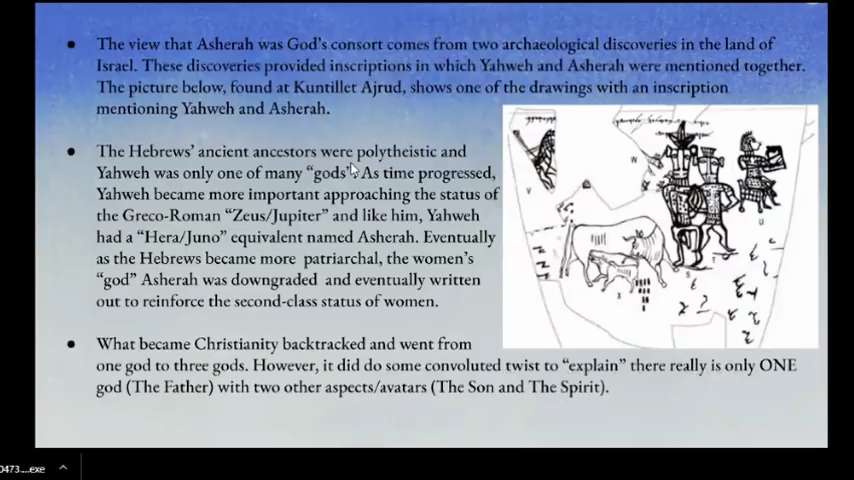 ● The view that Asherah was God's consort comes from two archaeological discoveries in the land of
Israel. These discoveries provided inscriptions in which Yahweh and Asherah were mentioned together.
The picture below, found at Kuntillet Ajrud, shows one of the drawings with an inscription
mentioning Yahweh and Asherah.
● The Hebrews' ancient ancestors were polytheistic and
Yahweh was only one of many "gods". As time progressed,
Yahweh became more important approaching the status of
the Greco-Roman "Zeus/Jupiter" and like him, Yahweh
had a "Hera/Juno" equivalent named Asherah. Eventually
as the Hebrews became more patriarchal, the women's
"god" Asherah was downgraded and eventually written
out to reinforce the second-class status of women.
● What became Christianity backtracked and went from
one god to three gods. However, it did do some convoluted twist to "explain" there really is only ONE
god (The Father) with two other aspects/avatars (The Son and The Spirit).
W
V
U
T
S
X
0473....exe